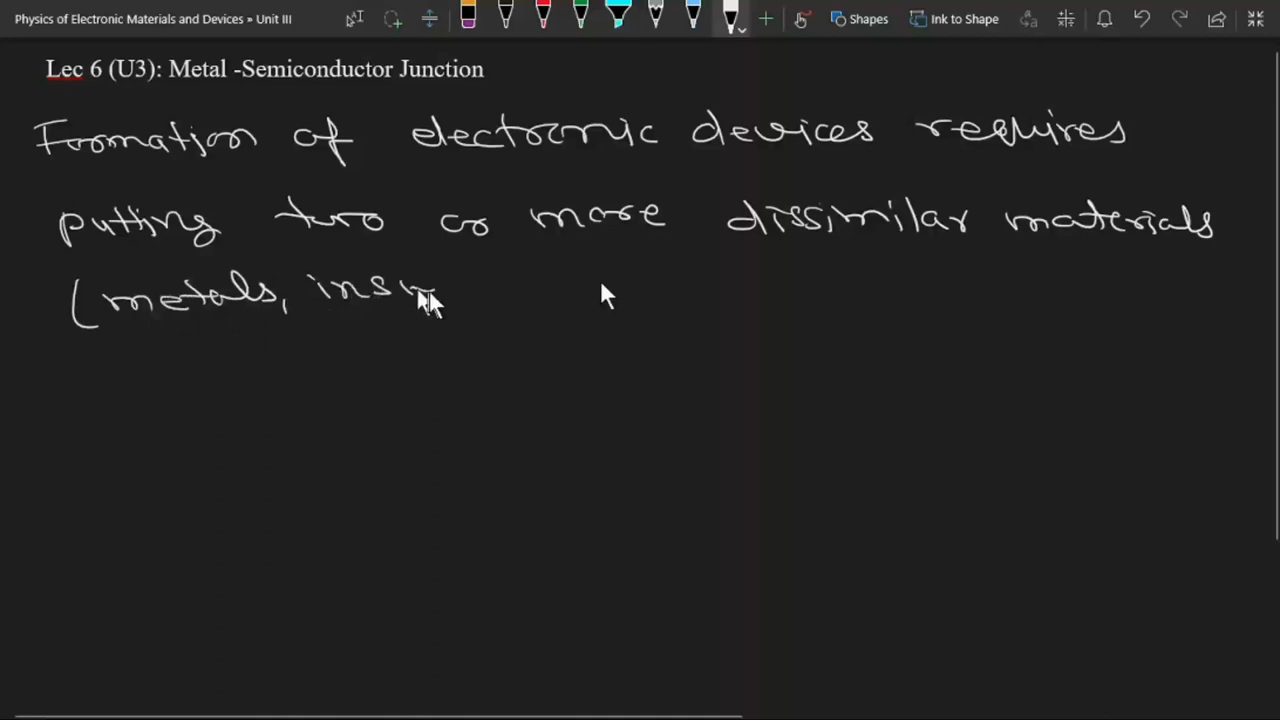 Physics of Electronic Materials and Devices » Unit III
Shapes
Ink to Shape
Lec 6 (U3): Metal -Semiconductor Junction
Formation of electronic devices requires
putting two or more dissimilar materials
(metals,